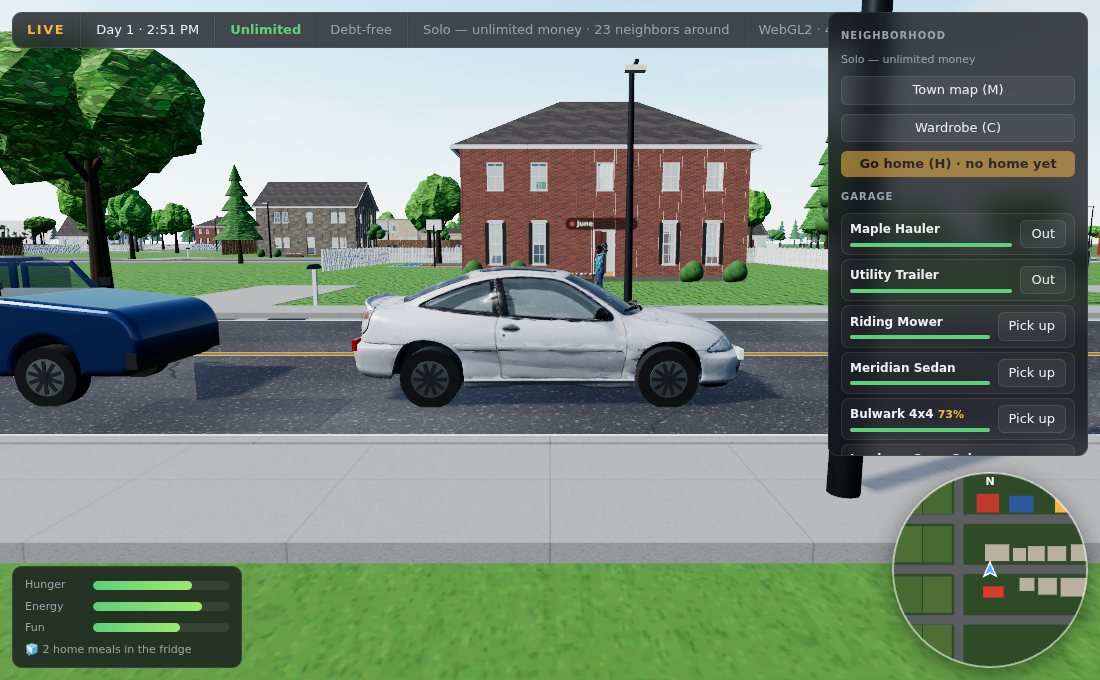 LIVE
Day 1 · 2:51 PM
Unlimited
Debt-free
Solo — unlimited money · 23 neighbors around
WebGL2 ·
NEIGHBORHOOD
Solo — unlimited money
Town map (M)
Wardrobe (C)
Go home (H) · no home yet
GARAGE
Maple Hauler
Out
Utility Trailer
Out
Riding Mower
Pick up
Meridian Sedan
Pick up
Bulwark 4x4 73%
Pick up
June
N
Hunger
Energy
Fun
2 home meals in the fridge